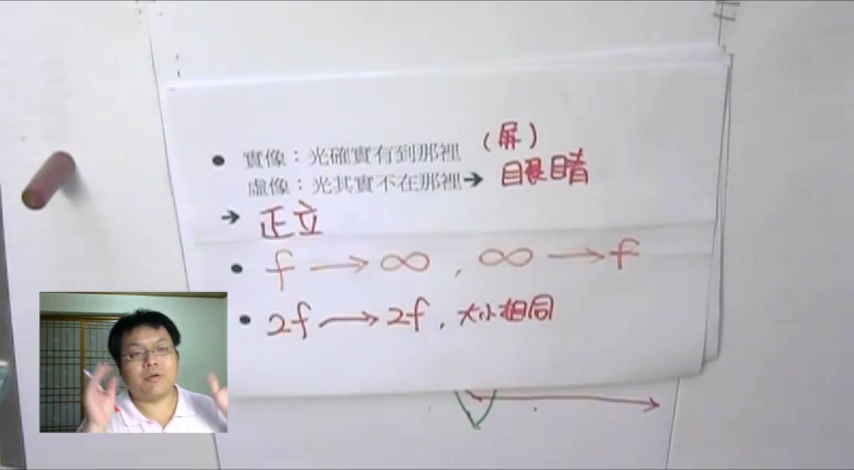 ● 實像：光確實有到那裡 (屏)
虛像：光其實不在那裡➔ 眼睛
➔ 正立
● f → ∞ , ∞ → f
● 2f → 2f , 大小相同